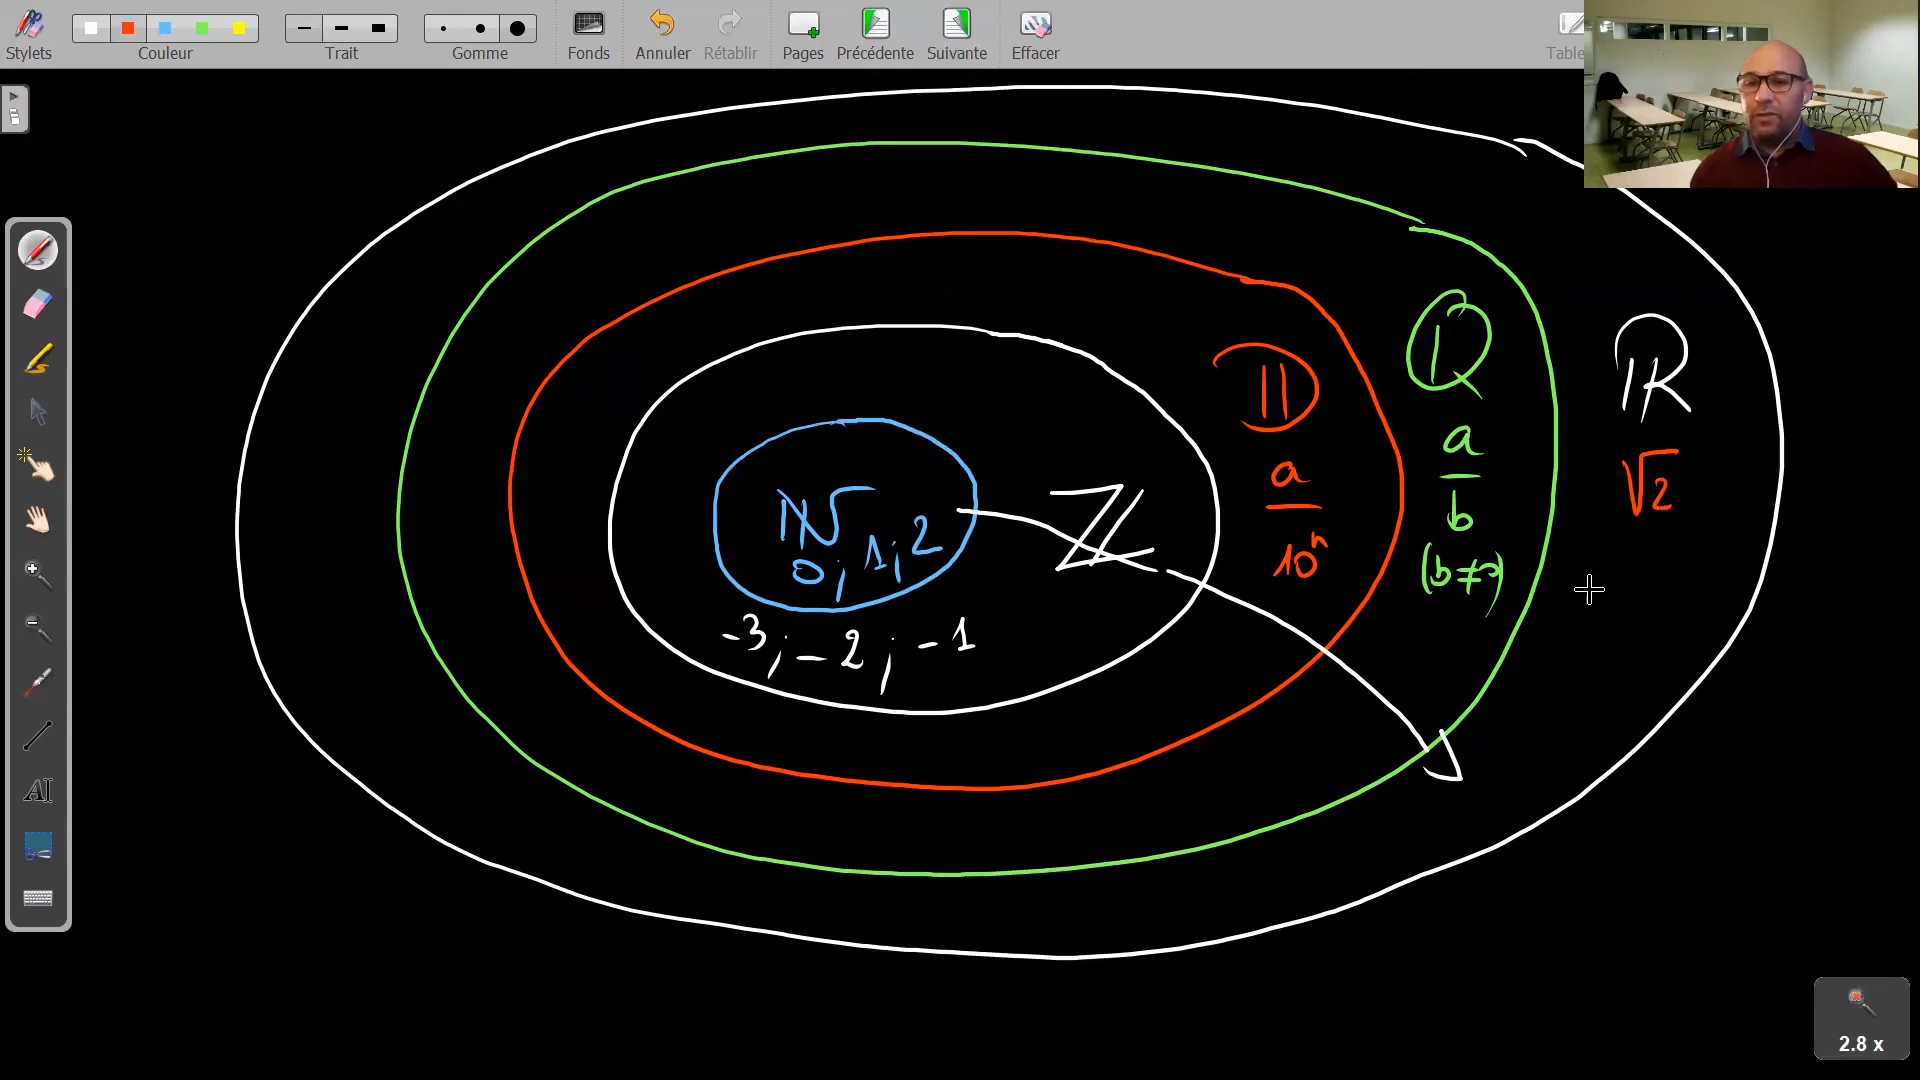 Stylets
Couleur
Trait
Gomme
Fonds
Annuler
Rétablir
Pages
Précédente
Suivante
Effacer
ℕ
0; 1; 2
ℤ
-3; -2; -1
𝔻
a
10ⁿ
ℚ
a
b
(b≠0)
ℝ
√2
AI
2.8 x